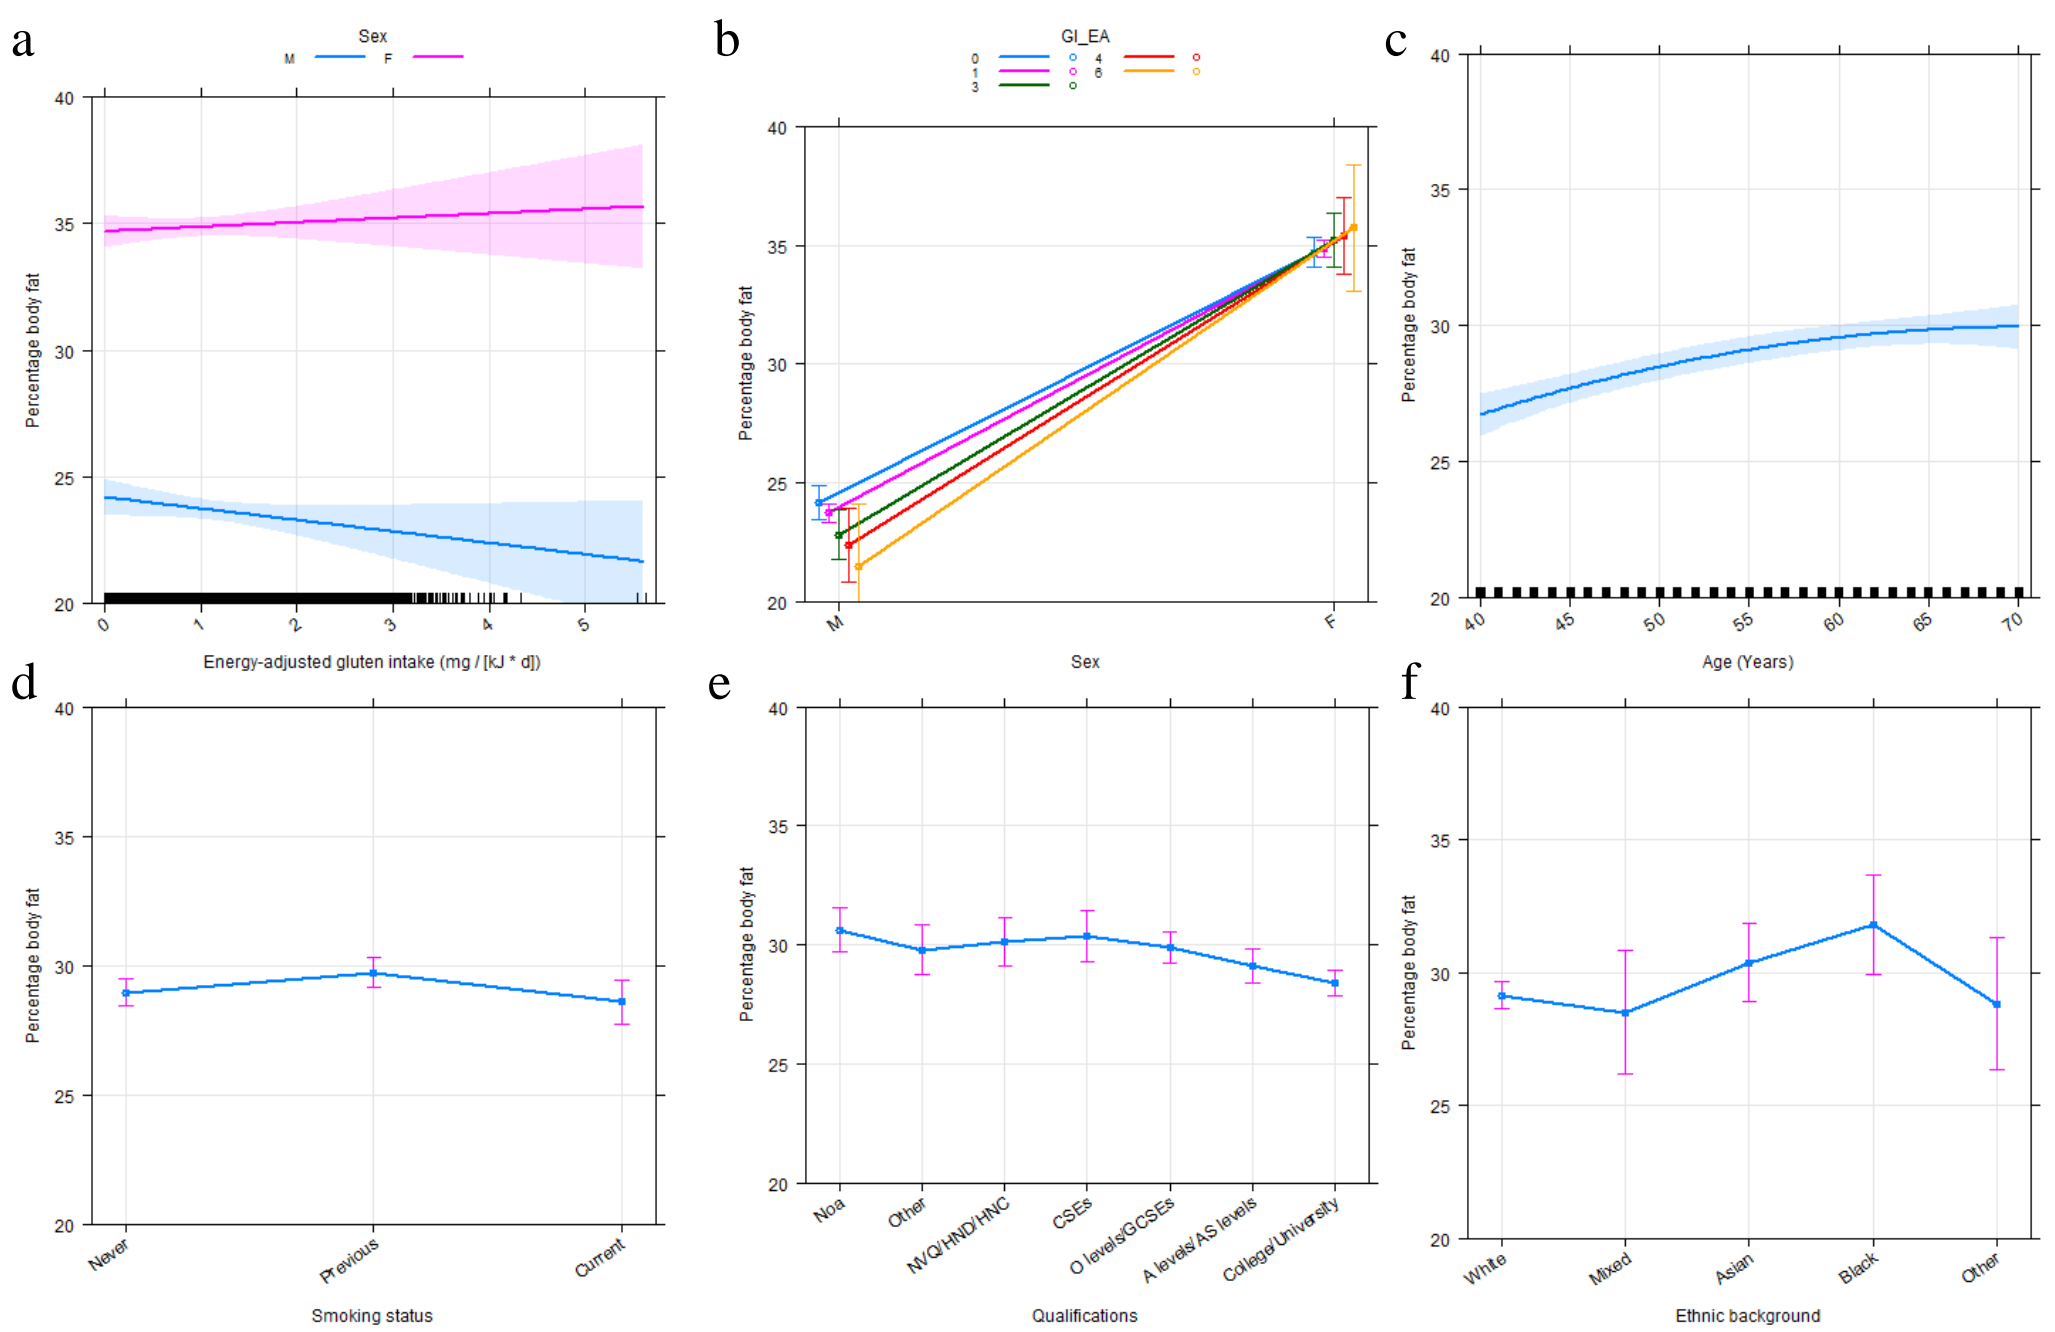 a
Sex
M F
40
35
30
25
20
Percentage body fat
0 1 2 3 4 5
Energy-adjusted gluten intake (mg / [kJ * d])
b
GI_EA
0 4
1 6
3
40
35
30
25
20
Percentage body fat
M F
Sex
c
40
35
30
25
20
Percentage body fat
40 45 50 55 60 65 70
Age (Years)
d
40
35
30
25
20
Percentage body fat
Never Previous Current
Smoking status
e
40
35
30
25
20
Percentage body fat
Noa Other NVQ/HND/HNC CSEs O levels/GCSEs A levels/AS levels College/University
Qualifications
f
40
35
30
25
20
Percentage body fat
White Mixed Asian Black Other
Ethnic background